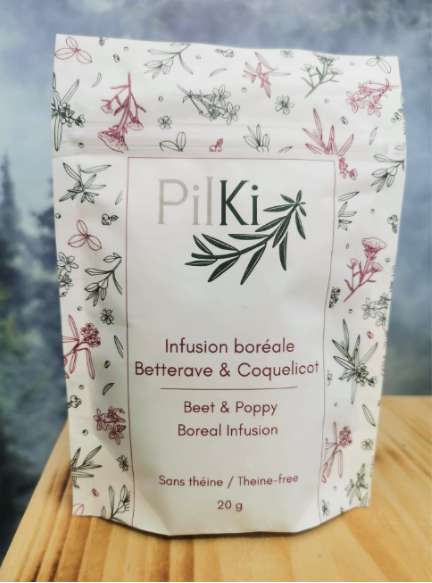 PilKi
Infusion boréale
Betterave & Coquelicot
Beet & Poppy
Boreal Infusion
Sans théine / Theine-free
20 g